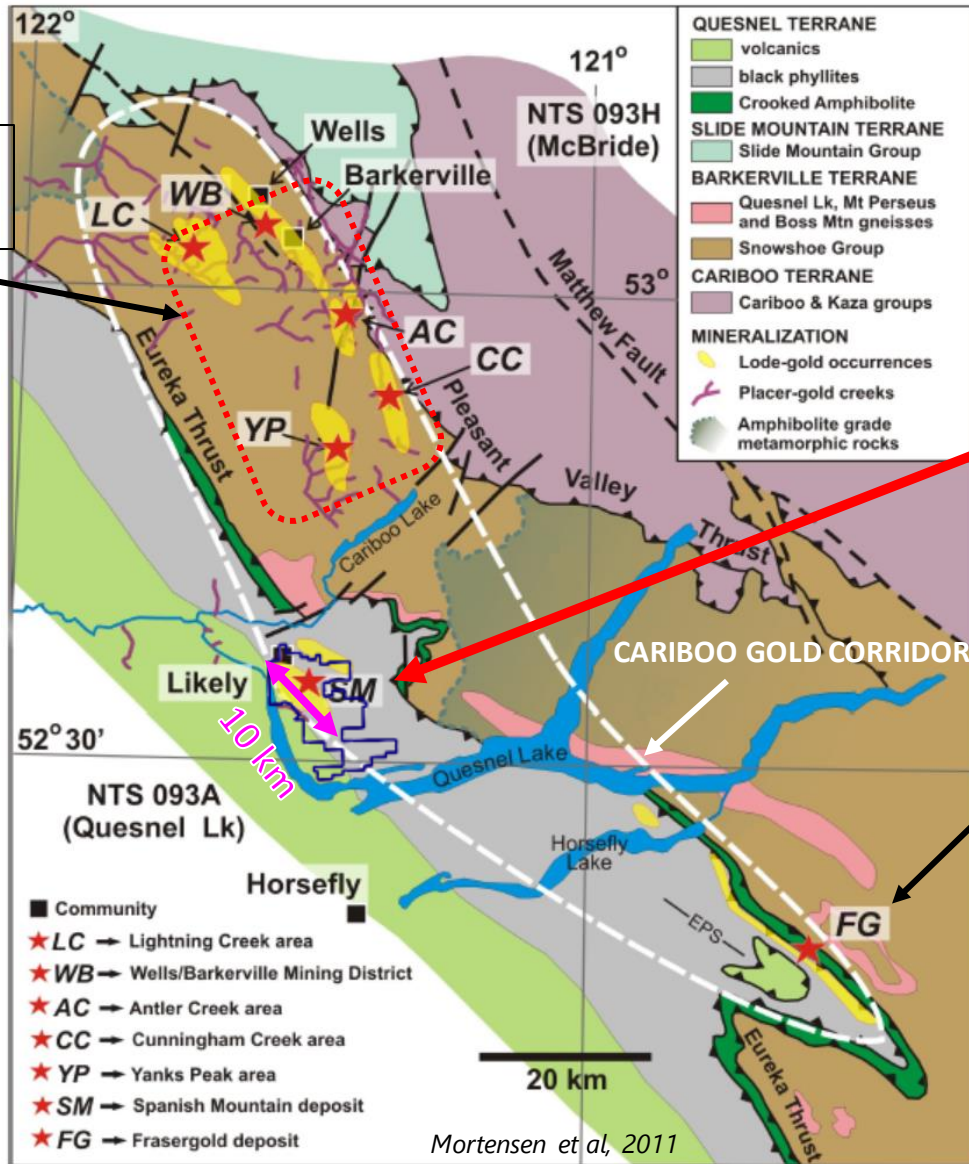 122°
121°
NTS 093H
(McBride)
Wells
Barkerville
WB
LC
53°
AC
CC
YP
Matthew Fault
Eureka Thrust
Pleasant
Valley
Thrust
Cariboo Lake
CARIBOO GOLD CORRIDOR
Likely
SM
10 km
52° 30'
Quesnel Lake
NTS 093A
(Quesnel Lk)
Horsefly
Lake
Horsefly
EPS
FG
Eureka Thrust
20 km
Mortensen et al, 2011
QUESNEL TERRANE
volcanics
black phyllites
Crooked Amphibolite
SLIDE MOUNTAIN TERRANE
Slide Mountain Group
BARKERVILLE TERRANE
Quesnel Lk, Mt Perseus
and Boss Mtn gneisses
Snowshoe Group
CARIBOO TERRANE
Cariboo & Kaza groups
MINERALIZATION
Lode-gold occurrences
Placer-gold creeks
Amphibolite grade
metamorphic rocks
Community
LC → Lightning Creek area
WB → Wells/Barkerville Mining District
AC → Antler Creek area
CC → Cunningham Creek area
YP → Yanks Peak area
SM → Spanish Mountain deposit
FG → Frasergold deposit